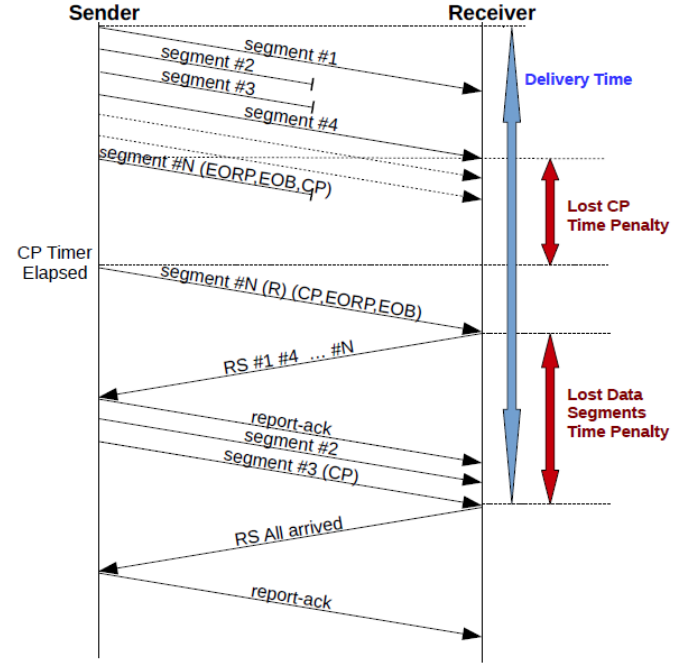 Sender
Receiver
segment #1
segment #2
segment #3
Delivery Time
segment #4
segment #N (EORP,EOB,CP)
Lost CP
Time Penalty
CP Timer
Elapsed
segment #N (R) (CP,EORP,EOB)
RS #1 #4 ... #N
Lost Data
Segments
Time Penalty
report-ack
segment #2
segment #3 (CP)
RS All arrived
report-ack